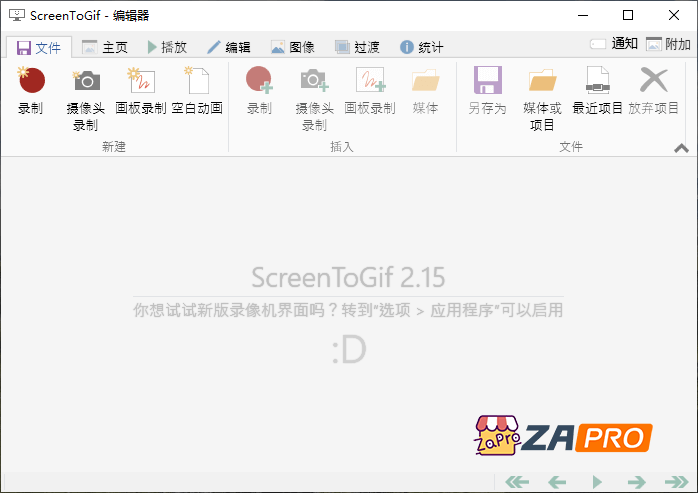 ScreenToGif - 编辑器
文件 主页 播放 编辑 图像 过渡 统计 通知 附加
录制 摄像头录制 画板录制 空白动画 录制 摄像头录制 画板录制 媒体 另存为 媒体或项目 最近项目 放弃项目
新建 插入 文件
ScreenToGif 2.15
你想试试新版录像机界面吗？转到“选项 > 应用程序”可以启用
:D
ZaPro ZA PRO